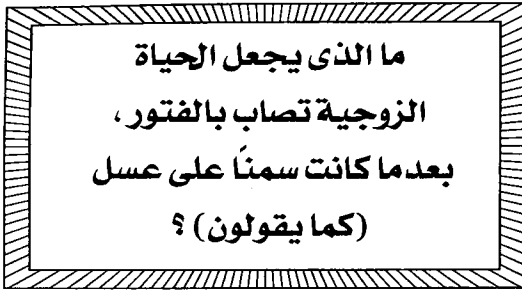 ما الذى يجعل الحياة
الزوجية تصاب بالفتور،
بعدما كانت سمنًا على عسل
(كما يقولون) ؟